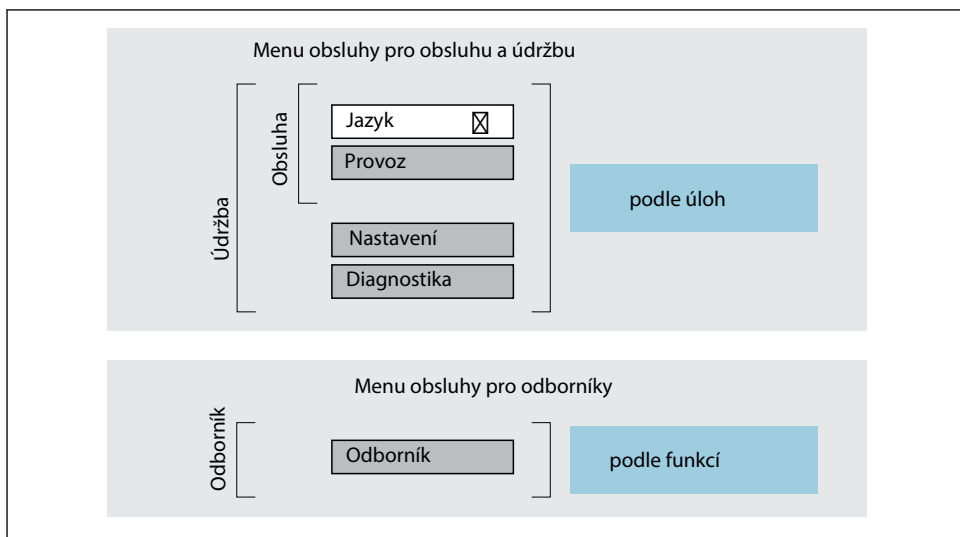 Menu obsluhy pro obsluhu a údržbu
Údržba
Obsluha
Jazyk
Provoz
Nastavení
Diagnostika
podle úloh
Menu obsluhy pro odborníky
Odborník
Odborník
podle funkcí